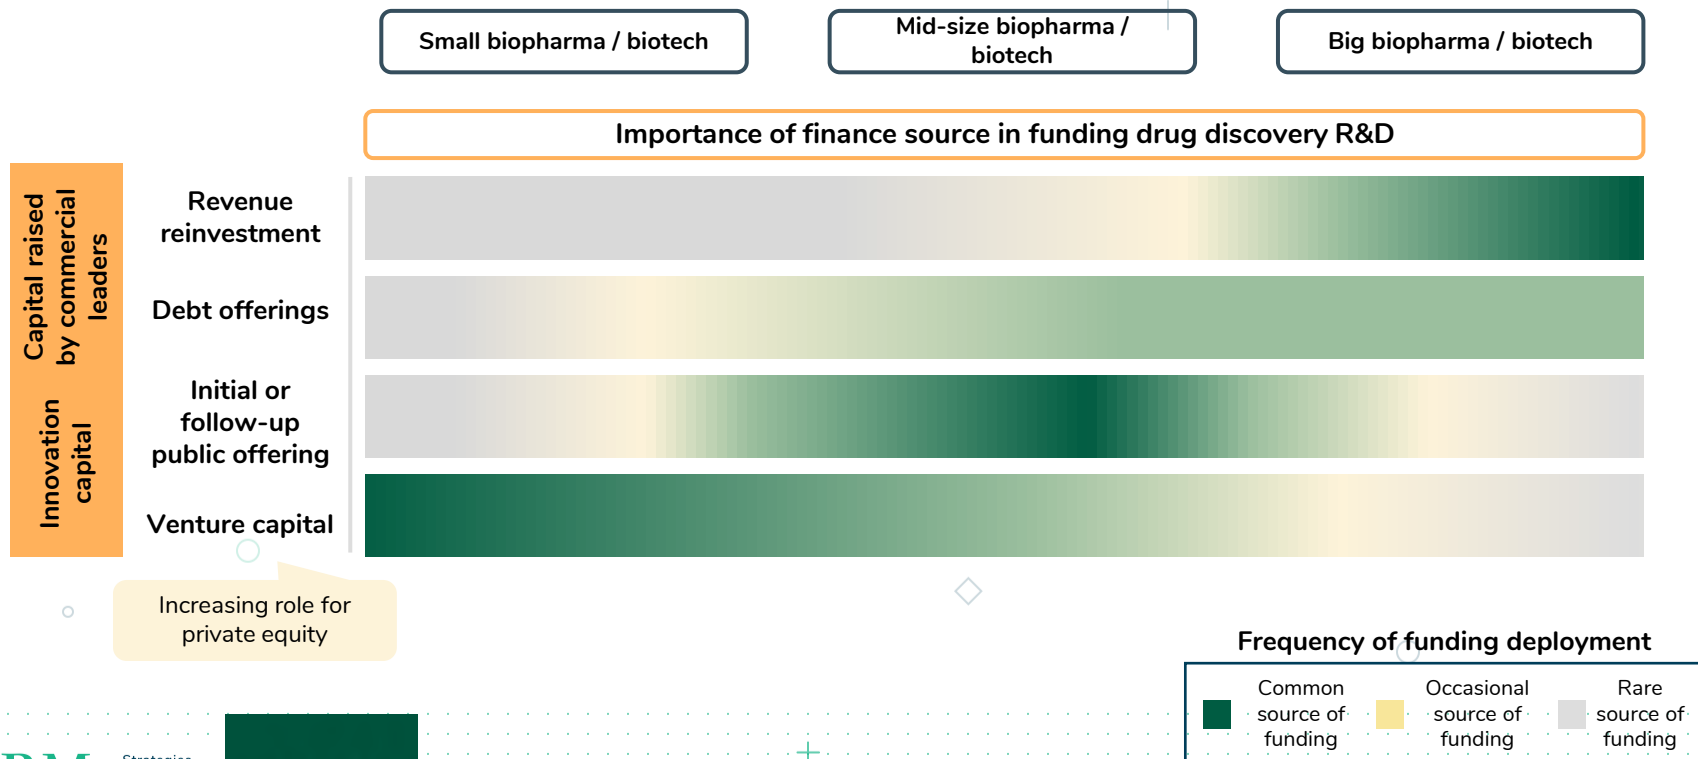 Small biopharma / biotech
Mid-size biopharma /
biotech
Big biopharma / biotech
Importance of finance source in funding drug discovery R&D
Capital raised
by commercial
leaders
Innovation
capital
Revenue
reinvestment
Debt offerings
Initial or
follow-up
public offering
Venture capital
Increasing role for
private equity
Frequency of funding deployment
Common
source of
funding
Occasional
source of
funding
Rare
source of
funding
Strategies